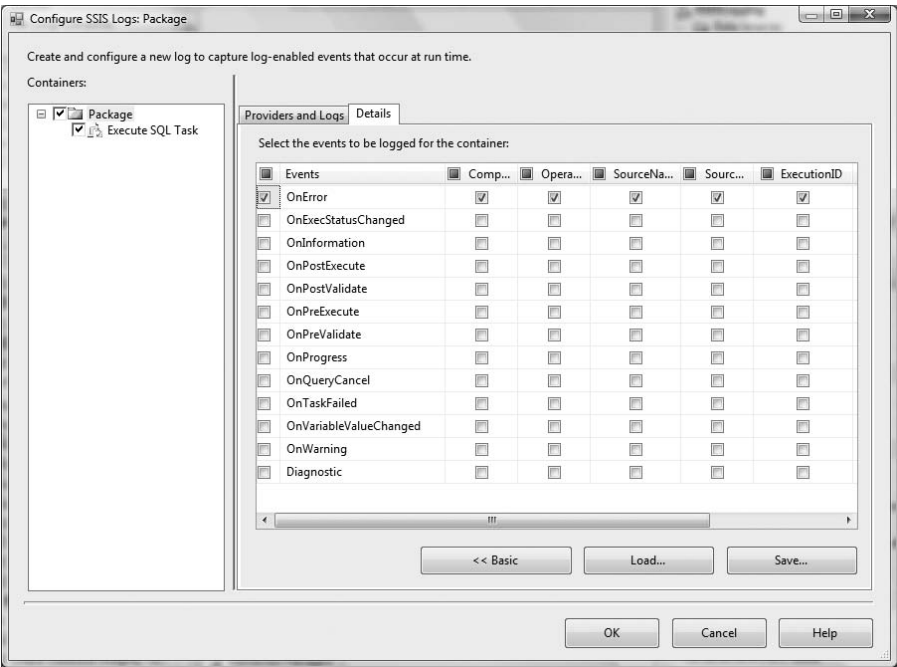 Configure SSIS Logs: Package
Create and configure a new log to capture log-enabled events that occur at run time.
Containers:
Package
Execute SQL Task
Providers and Logs Details
Select the events to be logged for the container:
Events Comp... Opera... SourceNa... Sourc... ExecutionID
OnError
OnExecStatusChanged
OnInformation
OnPostExecute
OnPostValidate
OnPreExecute
OnPreValidate
OnProgress
OnQueryCancel
OnTaskFailed
OnVariableValueChanged
OnWarning
Diagnostic
<< Basic Load... Save...
OK Cancel Help